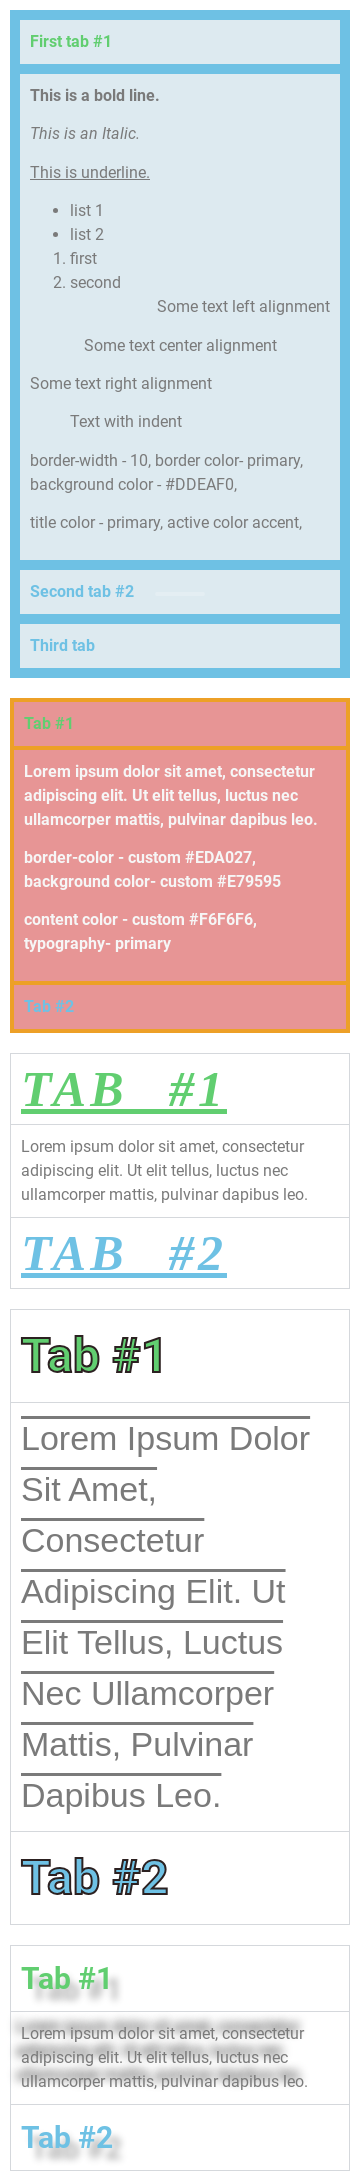 First tab #1
This is a bold line.
This is an Italic.
This is underline.
• list 1
• list 2
1. first
2. second
Some text left alignment
Some text center alignment
Some text right alignment
Text with indent
border-width - 10, border color- primary,
background color - #DDEAF0,
title color - primary, active color accent,
Second tab #2
Third tab
Tab #1
Lorem ipsum dolor sit amet, consectetur
adipiscing elit. Ut elit tellus, luctus nec
ullamcorper mattis, pulvinar dapibus leo.
border-color - custom #EDA027,
background color- custom #E79595
content color - custom #F6F6F6,
typography- primary
Tab #2
TAB #1
Lorem ipsum dolor sit amet, consectetur
adipiscing elit. Ut elit tellus, luctus nec
ullamcorper mattis, pulvinar dapibus leo.
TAB #2
Tab #1
Lorem Ipsum Dolor
Sit Amet,
Consectetur
Adipiscing Elit. Ut
Elit Tellus, Luctus
Nec Ullamcorper
Mattis, Pulvinar
Dapibus Leo.
Tab #2
Tab #1
Lorem ipsum dolor sit amet, consectetur
adipiscing elit. Ut elit tellus, luctus nec
ullamcorper mattis, pulvinar dapibus leo.
Tab #2